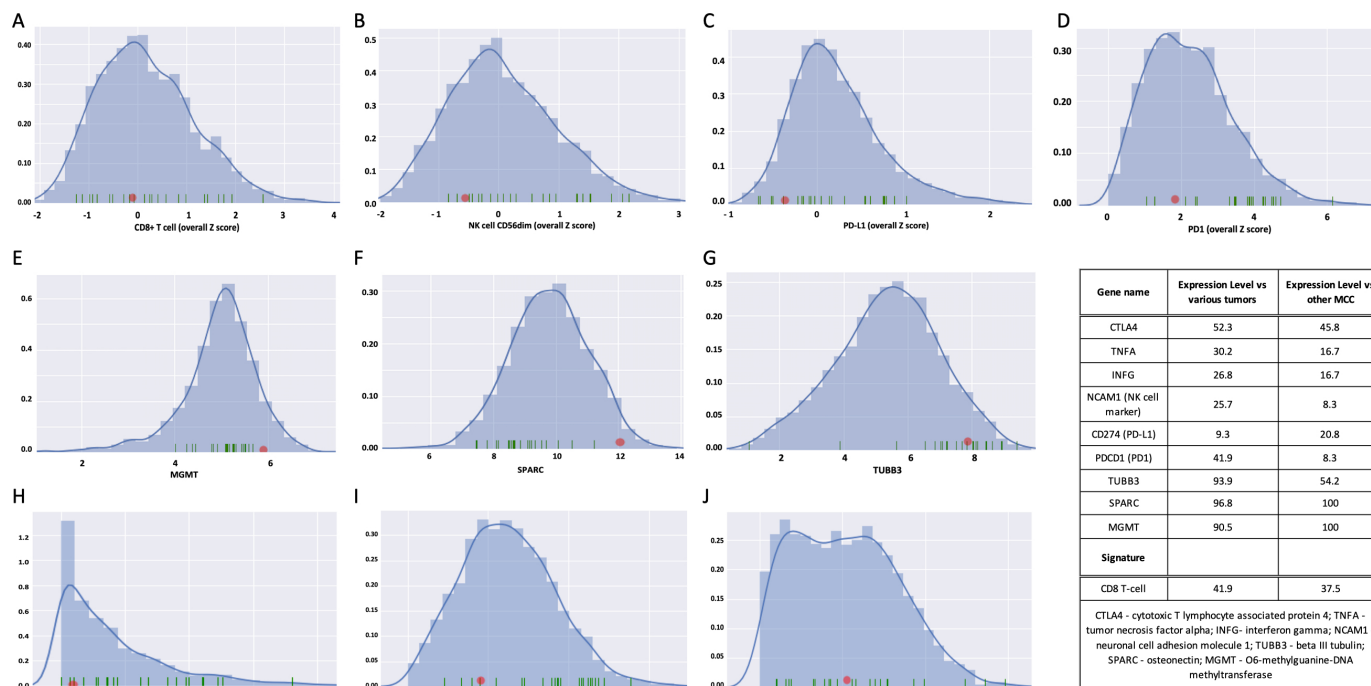 A
0.40
0.30
0.20
0.10
0.00
-2 -1 0 1 2 3 4
CD8+ T cell (overall Z score)
B
0.5
0.4
0.3
0.2
0.1
0.0
-2 -1 0 1 2 3
NK cell CD56dim (overall Z score)
C
0.4
0.3
0.2
0.1
0.0
-1 0 1 2
PD-L1 (overall Z score)
D
0.30
0.20
0.10
0.00
0 2 4 6
PD1 (overall Z score)
E
0.6
0.4
0.2
0.0
2 4 6
MGMT
F
0.30
0.20
0.10
0.00
6 8 10 12 14
SPARC
G
0.25
0.20
0.15
0.10
0.05
0.00
2 4 6 8
TUBB3
H
1.2
1.0
0.8
0.6
0.4
0.2
0.0
I
0.30
0.25
0.20
0.15
0.10
0.05
0.00
J
0.25
0.20
0.15
0.10
0.05
0.00
Gene name Expression Level vs various tumors Expression Level vs other MCC
CTLA4 52.3 45.8
TNFA 30.2 16.7
INFG 26.8 16.7
NCAM1 (NK cell marker) 25.7 8.3
CD274 (PD-L1) 9.3 20.8
PDCD1 (PD1) 41.9 8.3
TUBB3 93.9 54.2
SPARC 96.8 100
MGMT 90.5 100
Signature
CD8 T-cell 41.9 37.5
CTLA4 - cytotoxic T lymphocyte associated protein 4; TNFA -
tumor necrosis factor alpha; INFG- interferon gamma; NCAM1
neuronal cell adhesion molecule 1; TUBB3 - beta III tubulin;
SPARC - osteonectin; MGMT - O6-methylguanine-DNA
methyltransferase